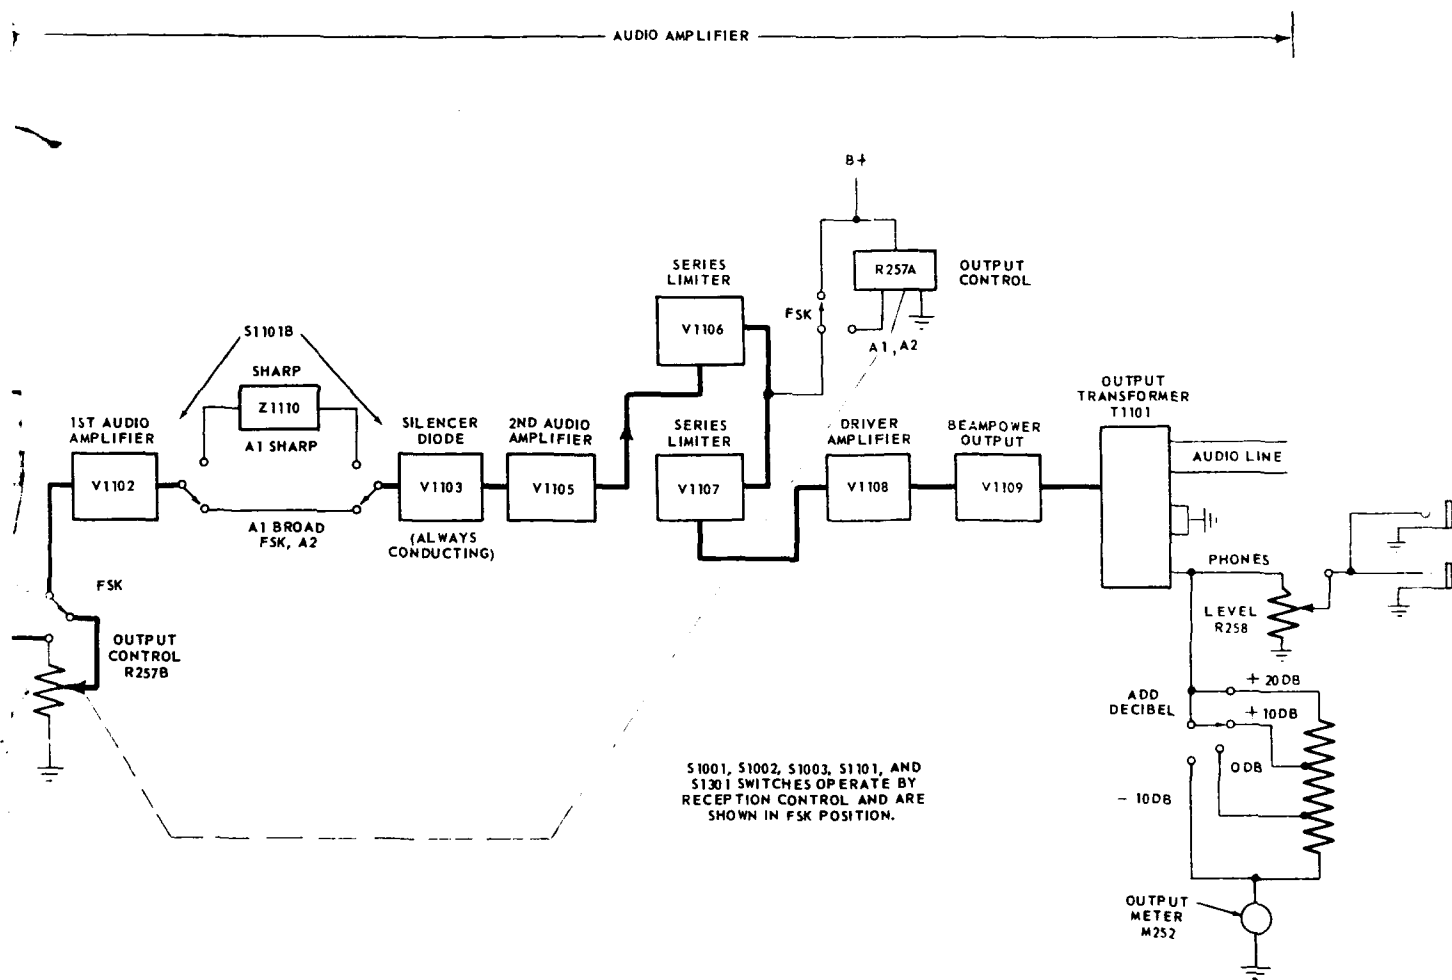 AUDIO AMPLIFIER
B+
SERIES
LIMITER
V1106
R257A
OUTPUT
CONTROL
FSK
A1, A2
S1101B
SHARP
Z1110
A1 SHARP
1ST AUDIO
AMPLIFIER
V1102
A1 BROAD
FSK, A2
SILENCER
DIODE
V1103
(ALWAYS
CONDUCTING)
2ND AUDIO
AMPLIFIER
V1105
SERIES
LIMITER
V1107
DRIVER
AMPLIFIER
V1108
BEAMPOWER
OUTPUT
V1109
OUTPUT
TRANSFORMER
T1101
AUDIO LINE
PHONES
LEVEL
R258
FSK
OUTPUT
CONTROL
R257B
ADD
DECIBEL
+ 20DB
+ 10DB
0DB
- 10DB
S1001, S1002, S1003, S1101, AND
S1301 SWITCHES OPERATE BY
RECEPTION CONTROL AND ARE
SHOWN IN FSK POSITION.
OUTPUT
METER
M252